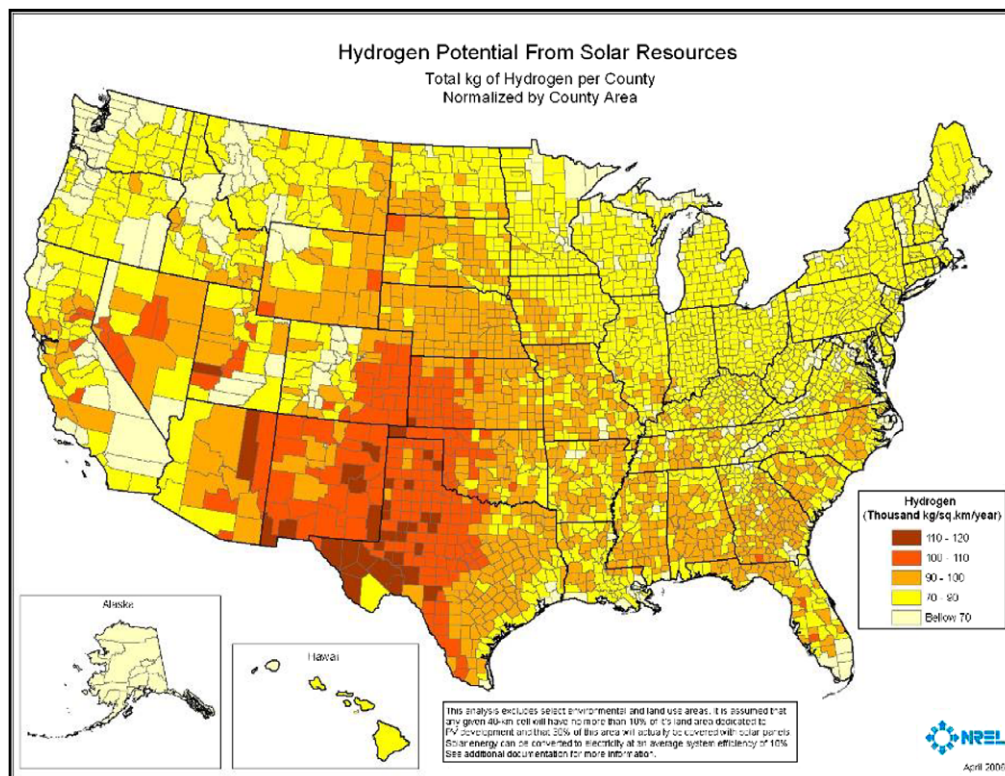 Hydrogen Potential From Solar Resources
Total kg of Hydrogen per County
Normalized by County Area
Hydrogen
(Thousand kg/sq.km/year)
110 - 120
100 - 110
90 - 100
70 - 90
Bellow 70
Alaska
Hawai
This analysis excludes select environmental and land use areas. It is assumed that
any given 40-km cell will have no more than 10% of it's land area dedicated to
PV development and that 30% of this area will actually be covered with solar panels
Solar energy can be converted to electricity at an average system efficiency of 10%
See additional documentation for more information.
NREL
April 2006